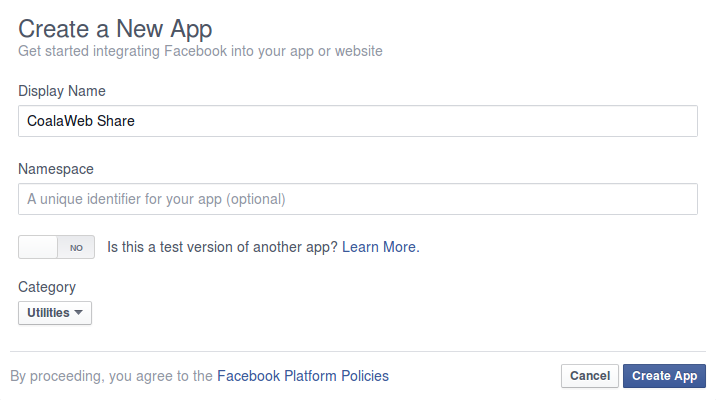 Create a New App
Get started integrating Facebook into your app or website
Display Name
CoalaWeb Share
Namespace
A unique identifier for your app (optional)
NO Is this a test version of another app? Learn More.
Category
Utilities
By proceeding, you agree to the Facebook Platform Policies Cancel Create App